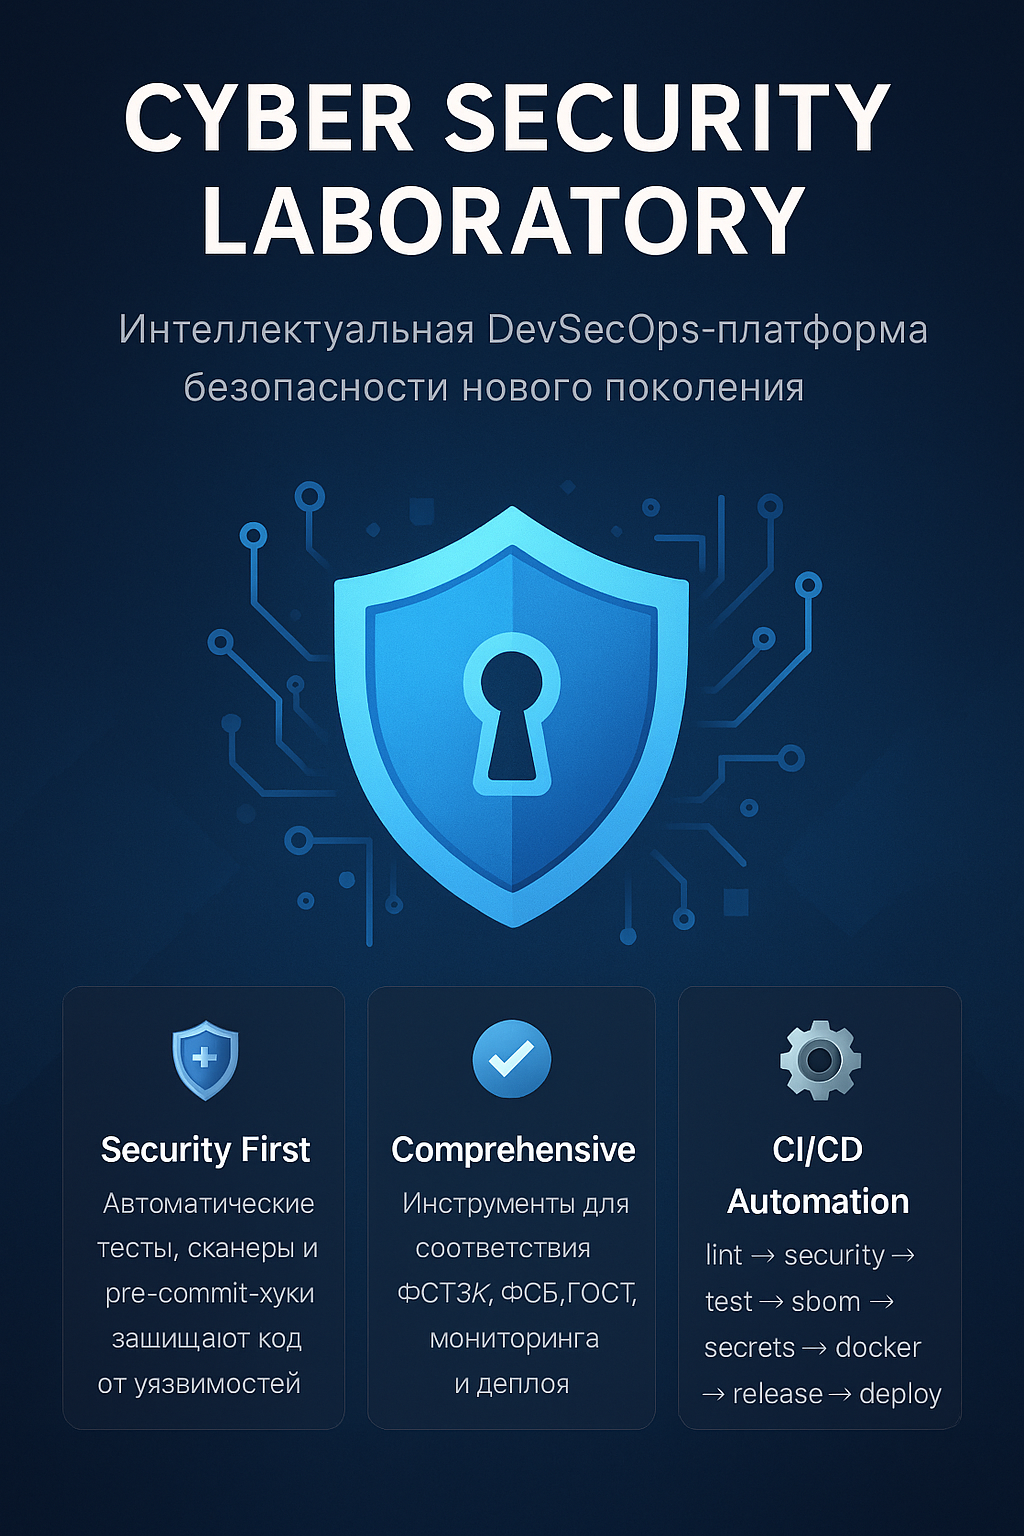 CYBER SECURITY
LABORATORY
Интеллектуальная DevSecOps-платформа
безопасности нового поколения
Security First
Автоматические
тесты, сканеры и
pre-commit-хуки
защищают код
от уязвимостей
Comprehensive
Инструменты для
соответствия
ФСТЗК, ФСБ,ГОСТ,
мониторинга
и деплоя
CI/CD
Automation
lint → security →
test → sbom →
secrets → docker
→ release → deploy